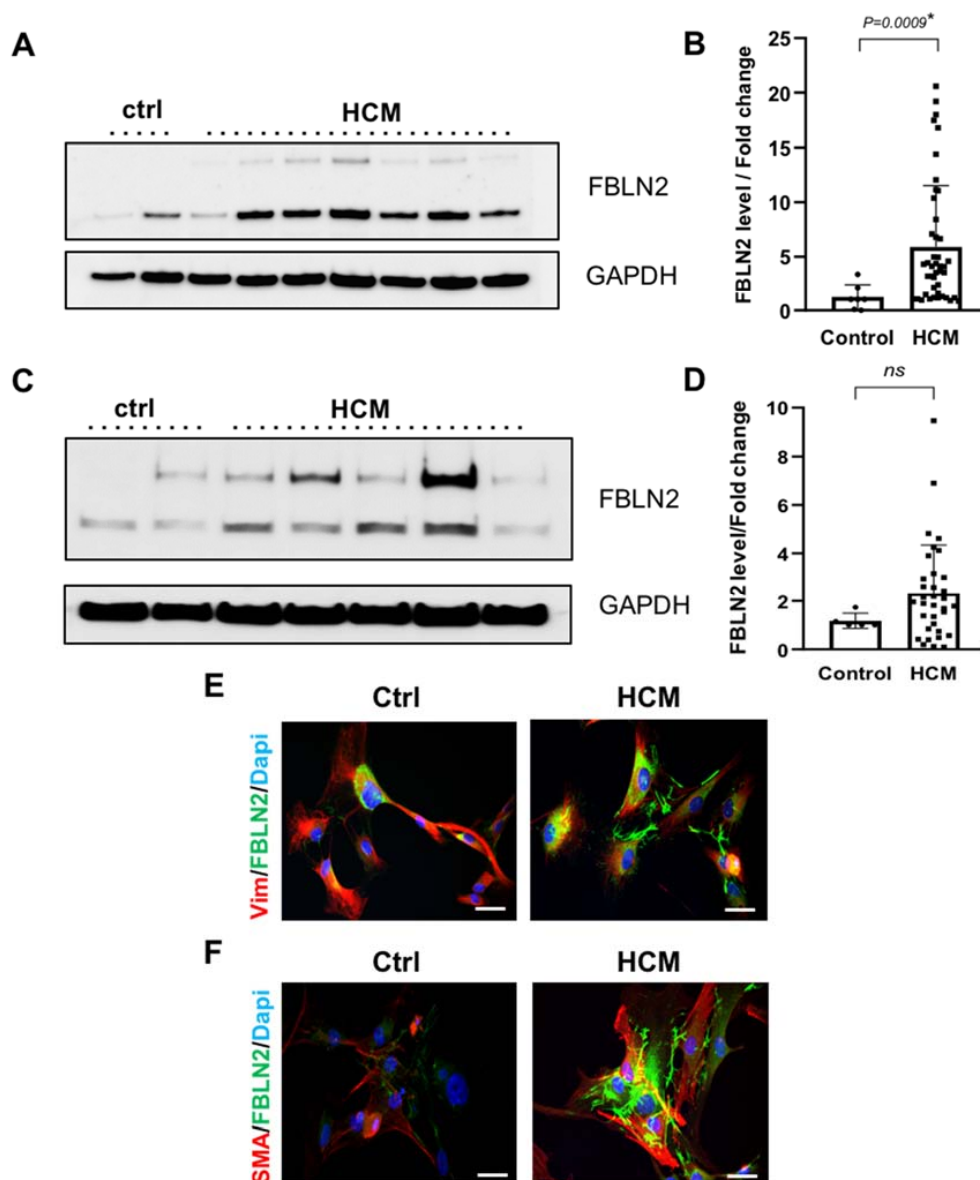 A
ctrl
HCM
FBLN2
GAPDH
B
P=0.0009*
FBLN2 level / Fold change
25
20
15
10
5
0
Control
HCM
C
ctrl
HCM
FBLN2
GAPDH
D
ns
FBLN2 level/Fold change
10
8
6
4
2
0
Control
HCM
E
Ctrl
HCM
Vim/FBLN2/Dapi
F
Ctrl
HCM
SMA/FBLN2/Dapi